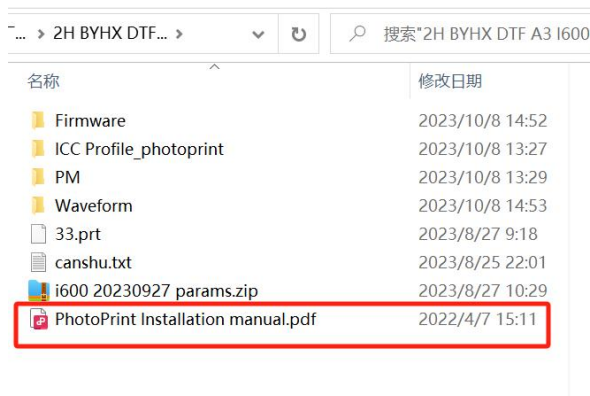 ... > 2H BYHX DTF... > 搜索"2H BYHX DTF A3 I600
名称 修改日期
Firmware 2023/10/8 14:52
ICC Profile_photoprint 2023/10/8 13:27
PM 2023/10/8 13:29
Waveform 2023/10/8 14:53
33.prt 2023/8/27 9:18
canshu.txt 2023/8/25 22:01
i600 20230927 params.zip 2023/8/27 10:29
PhotoPrint Installation manual.pdf 2022/4/7 15:11